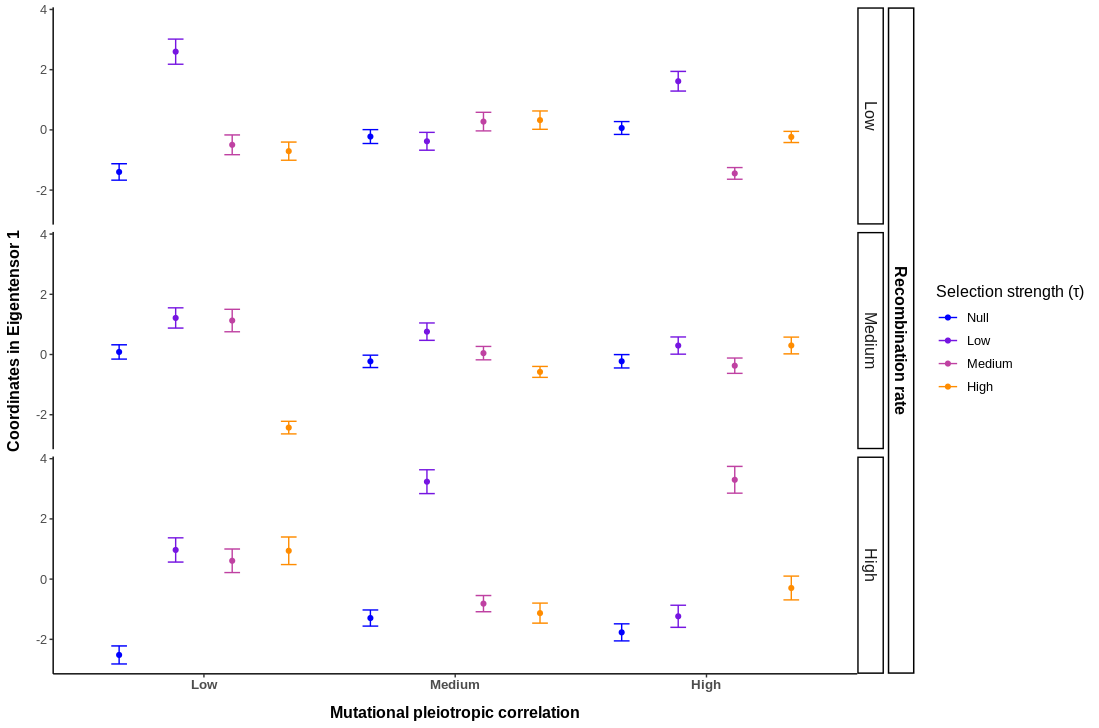 Coordinates in Eigentensor 1
4
2
0
-2
Low
4
2
0
-2
Medium
4
2
0
-2
High
Recombination rate
Low Medium High
Mutational pleiotropic correlation
Selection strength (τ)
Null
Low
Medium
High